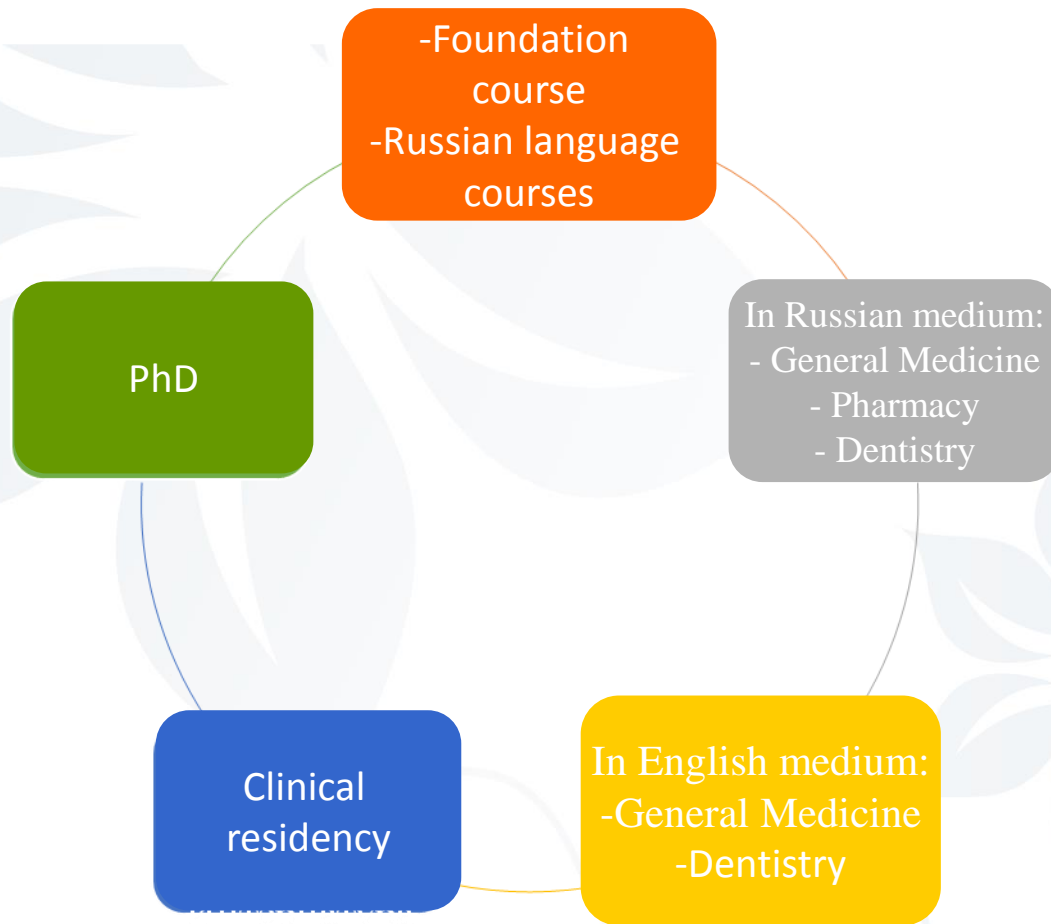 -Foundation
course
-Russian language
courses
In Russian medium:
- General Medicine
- Pharmacy
- Dentistry
In English medium:
-General Medicine
-Dentistry
Clinical
residency
PhD